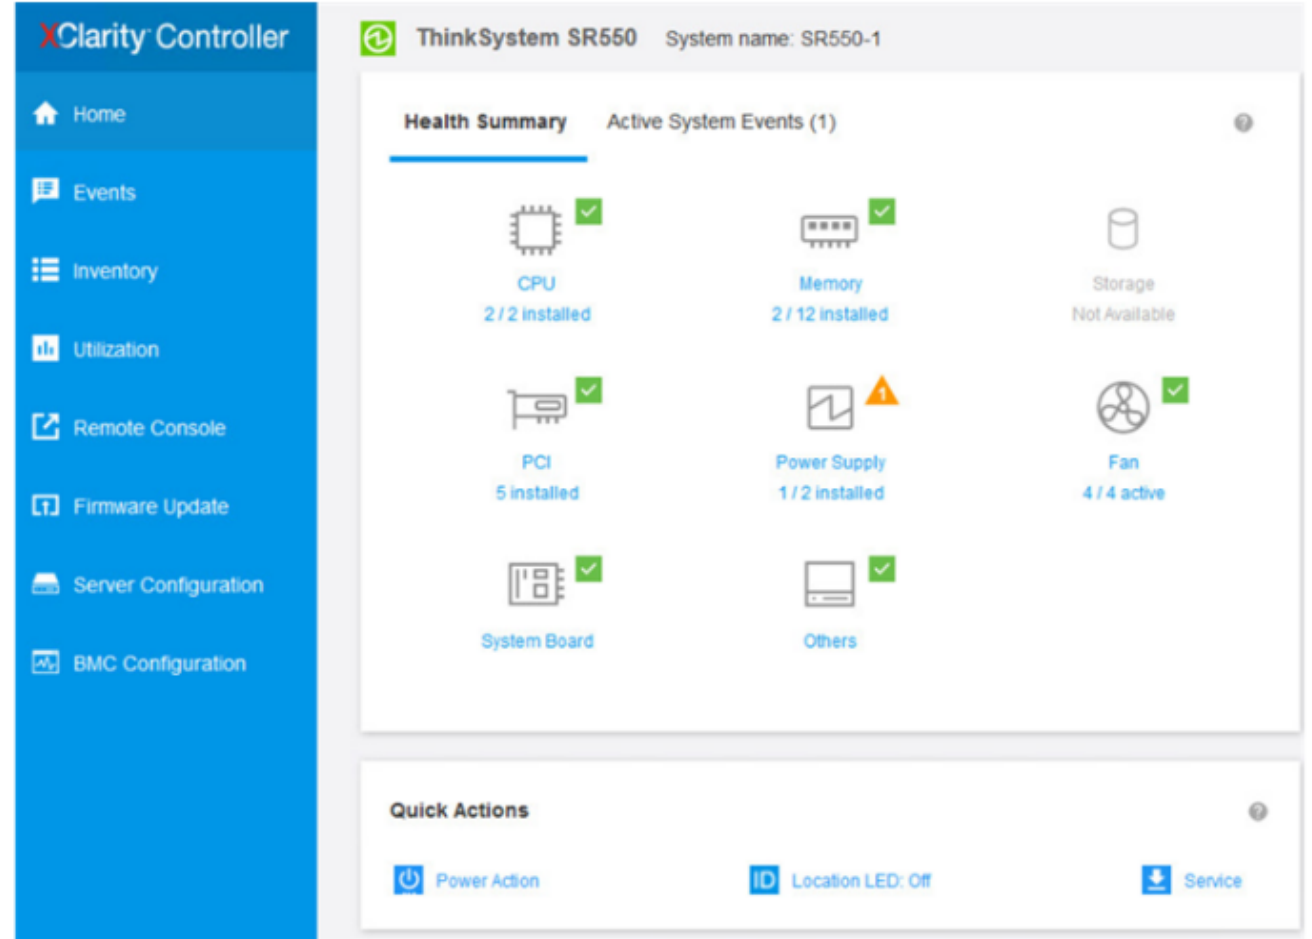 XClarity Controller
ThinkSystem SR550 System name: SR550-1
Home
Events
Inventory
Utilization
Remote Console
Firmware Update
Server Configuration
BMC Configuration
Health Summary Active System Events (1)
CPU
2 / 2 installed
Memory
2 / 12 installed
Storage
Not Available
PCI
5 installed
1
Power Supply
1 / 2 installed
Fan
4 / 4 active
System Board
Others
Quick Actions
Power Action
ID Location LED: Off
Service